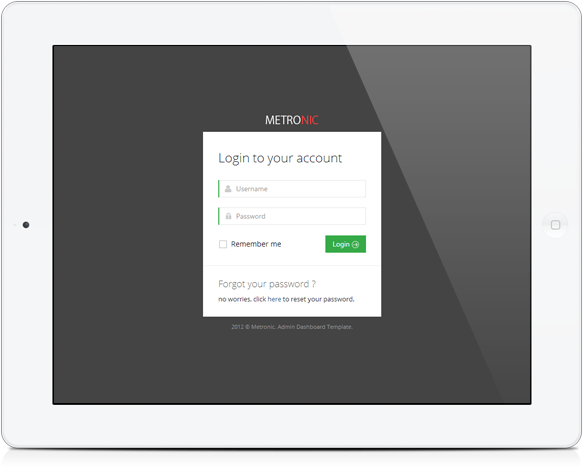 METRONIC
Login to your account
Username
Password
Remember me
Login
Forgot your password ?
no worries, click here to reset your password.
2012 © Metronic. Admin Dashboard Template.